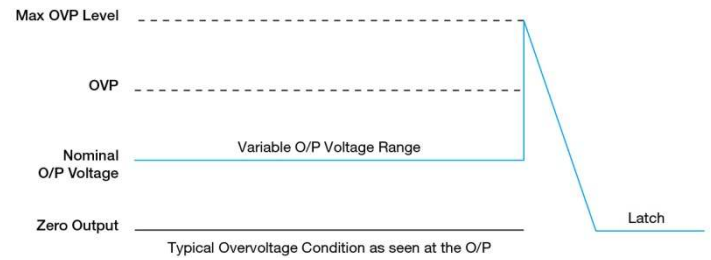 Max OVP Level
OVP
Variable O/P Voltage Range
Nominal
O/P Voltage
Zero Output
Latch
Typical Overvoltage Condition as seen at the O/P